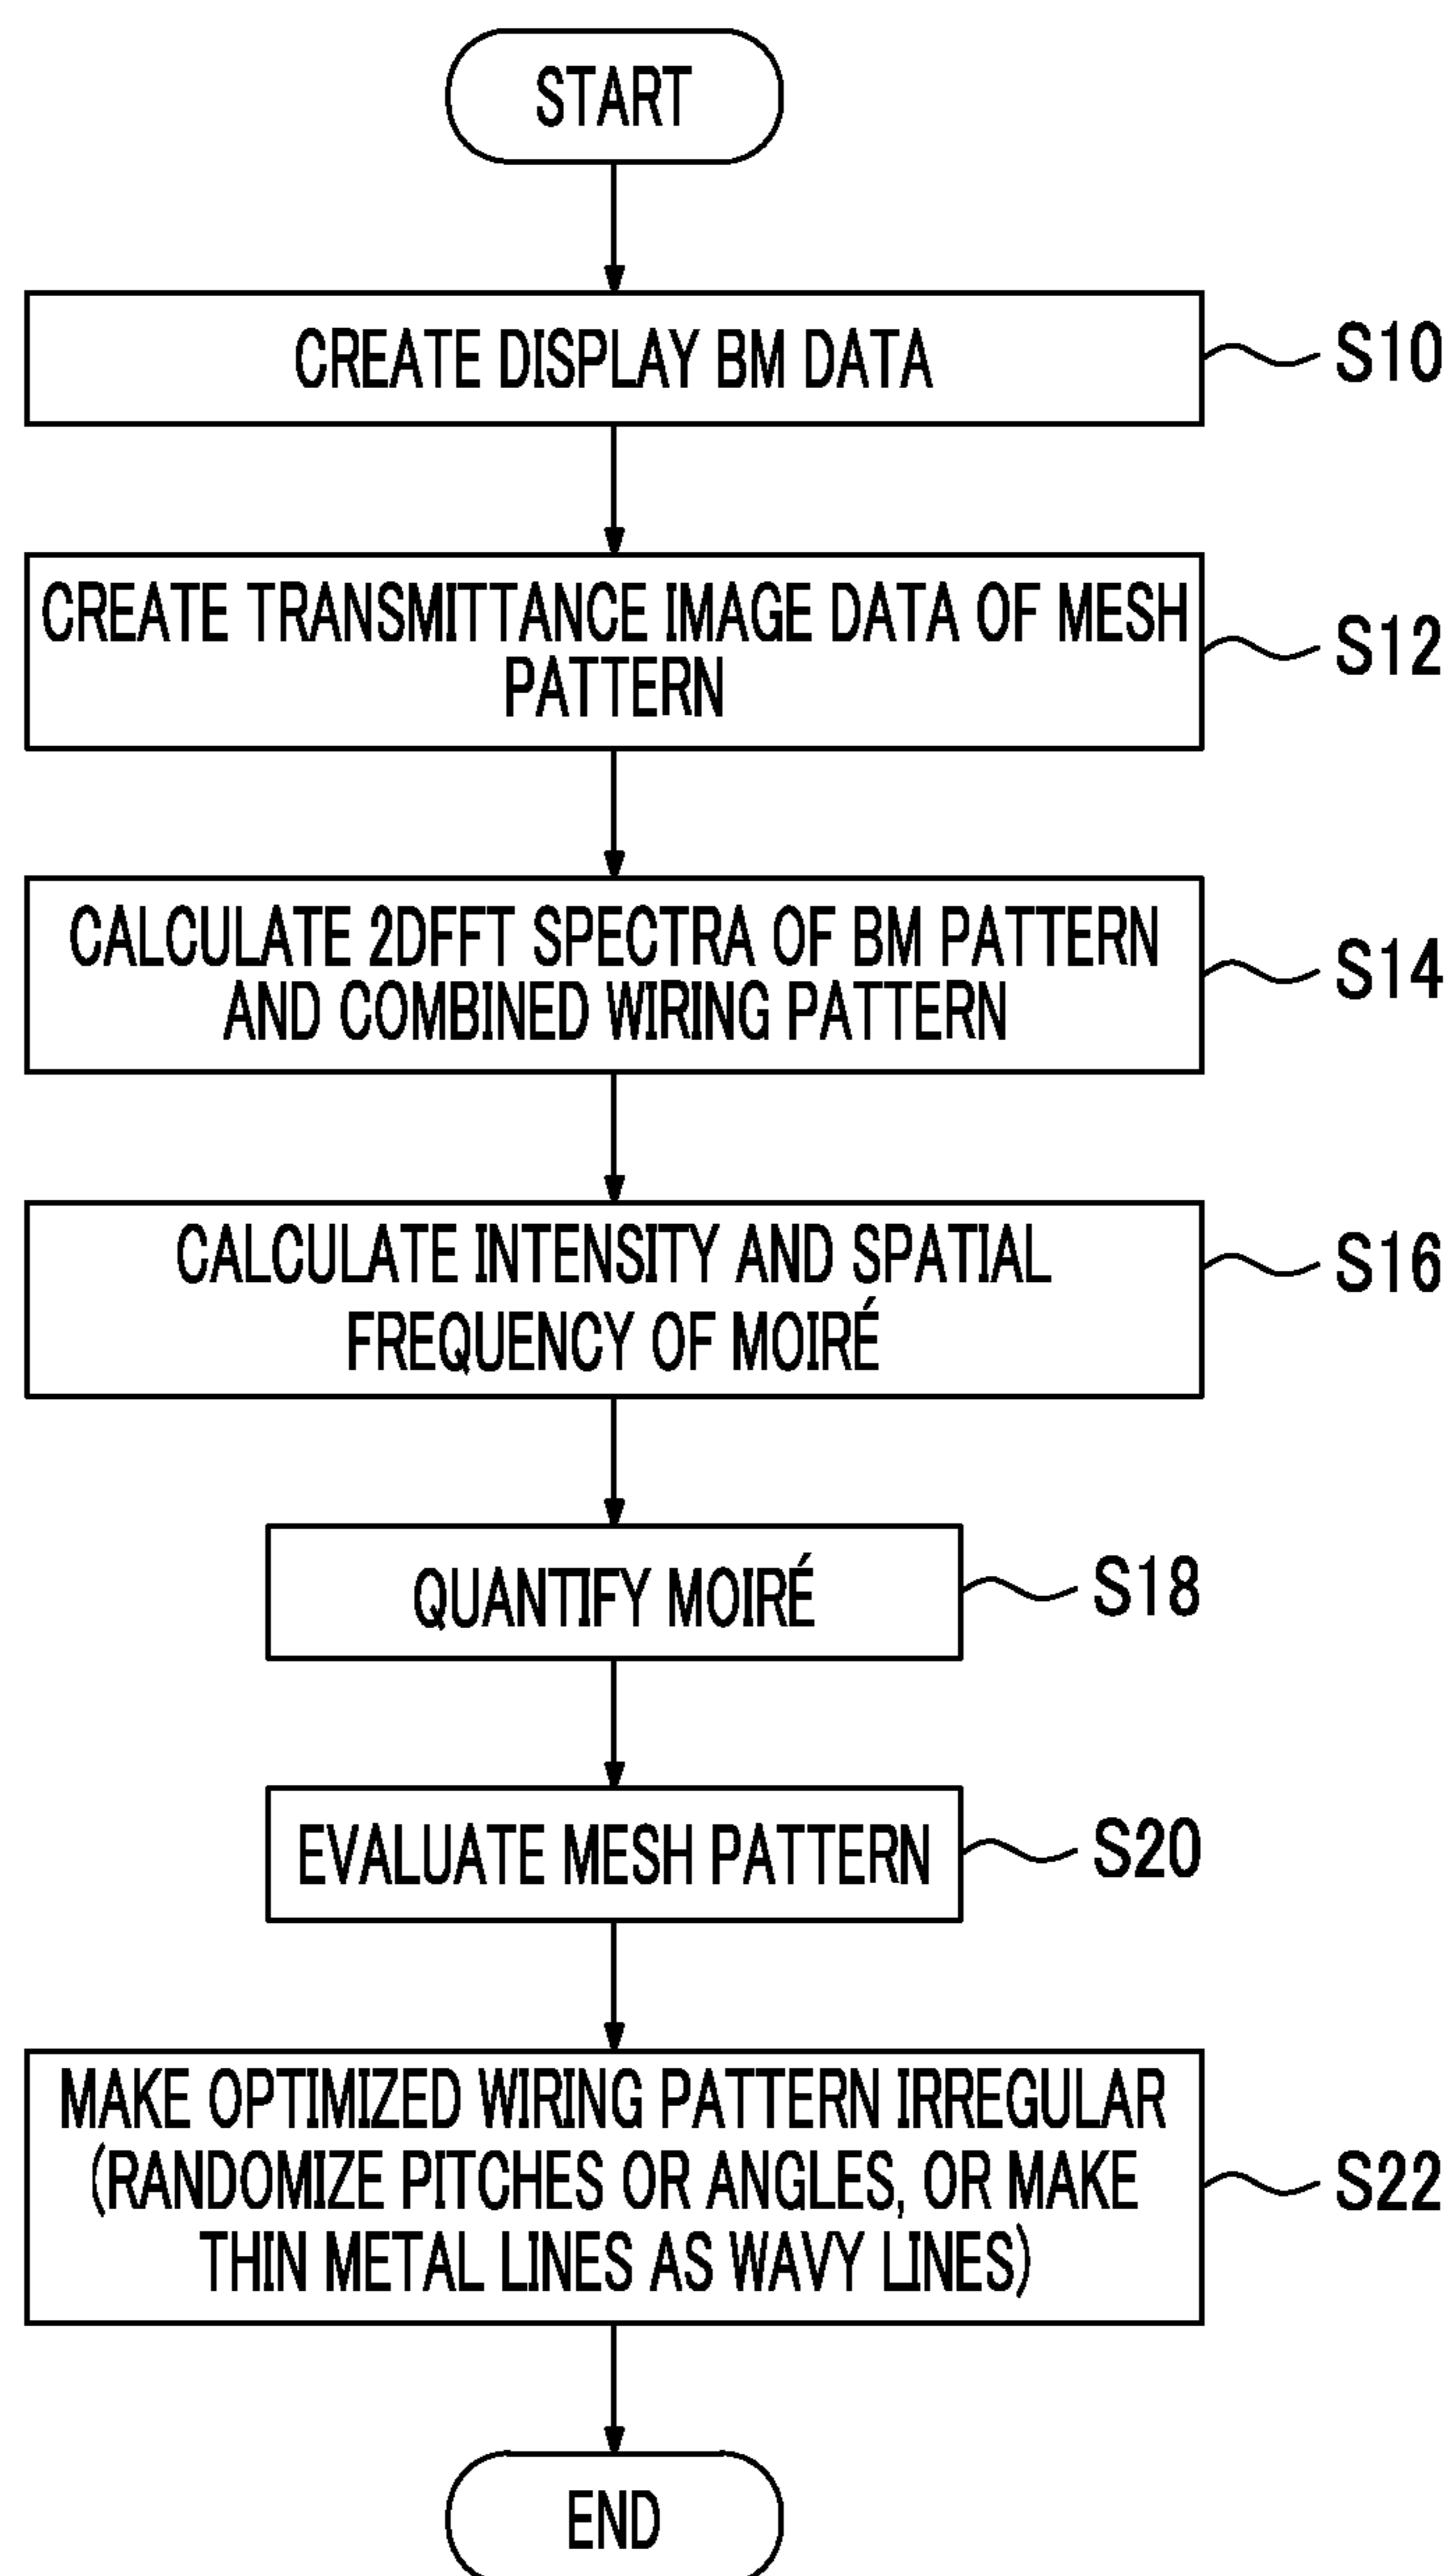 START
CREATE DISPLAY BM DATA
S10
CREATE TRANSMITTANCE IMAGE DATA OF MESH
PATTERN
S12
CALCULATE 2DFFT SPECTRA OF BM PATTERN
AND COMBINED WIRING PATTERN
S14
CALCULATE INTENSITY AND SPATIAL
FREQUENCY OF MOIRÉ
S16
QUANTIFY MOIRÉ
S18
EVALUATE MESH PATTERN
S20
MAKE OPTIMIZED WIRING PATTERN IRREGULAR
(RANDOMIZE PITCHES OR ANGLES, OR MAKE
THIN METAL LINES AS WAVY LINES)
S22
END